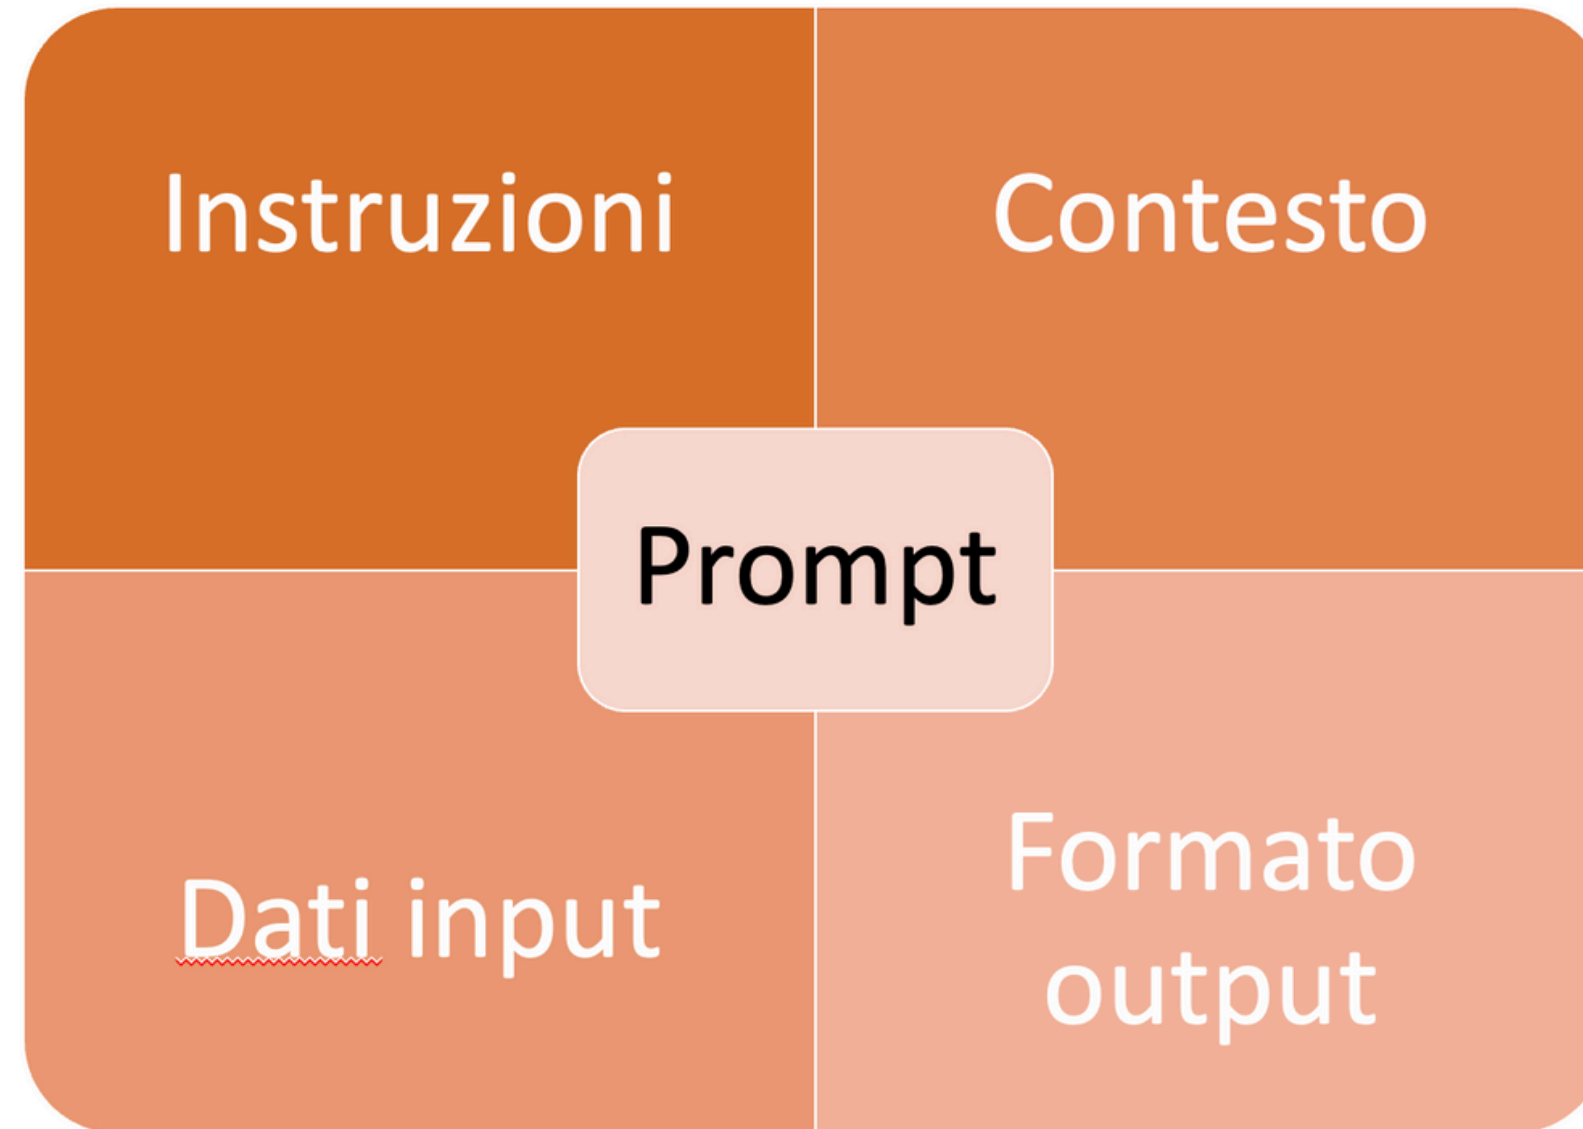 Instruzioni
Contesto
Prompt
Dati input
Formato
output